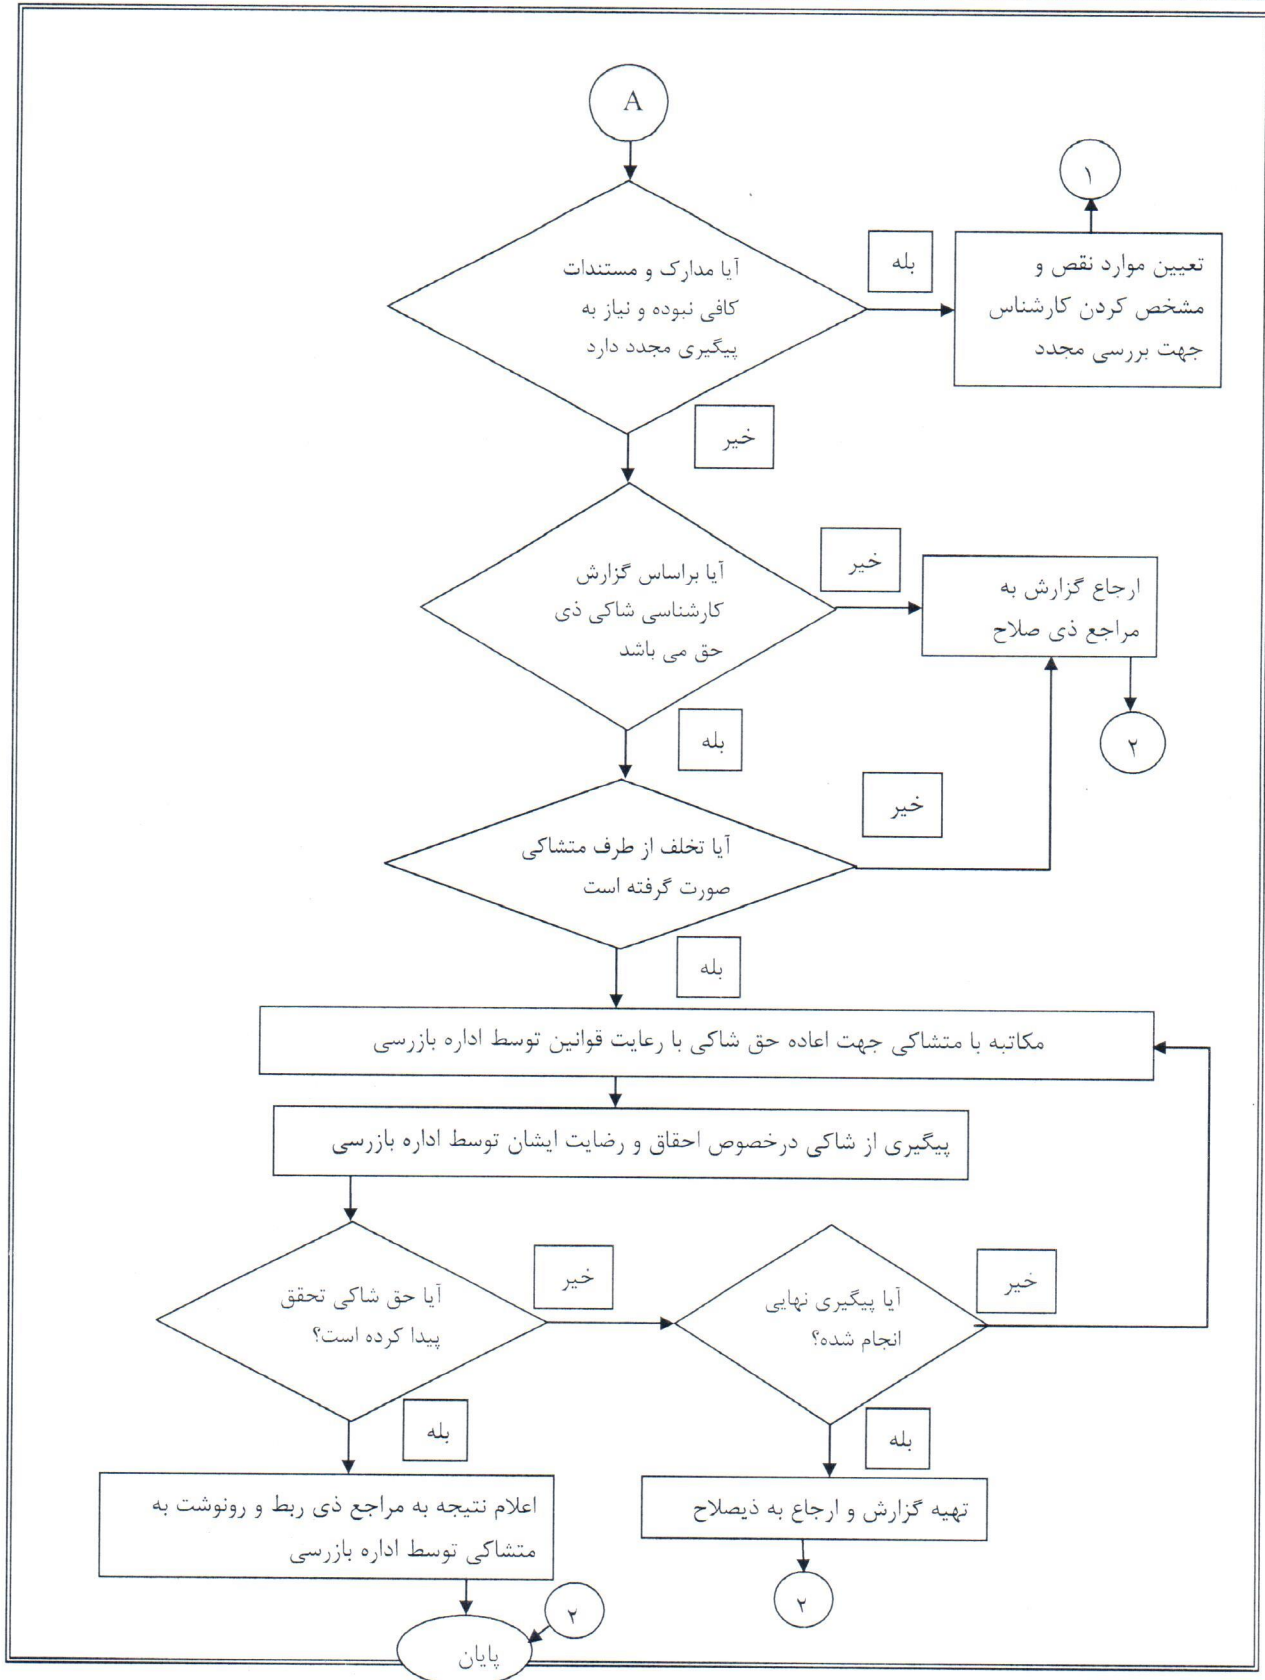 A
۱
آیا مدارک و مستندات
کافی نبوده و نیاز به
پیگیری مجدد دارد
بله
تعیین موارد نقص و
مشخص کردن کارشناس
جهت بررسی مجدد
خیر
آیا براساس گزارش
کارشناسی شاکی ذی
حق می باشد
خیر
ارجاع گزارش به
مراجع ذی صلاح
۲
بله
آیا تخلف از طرف متشاکی
صورت گرفته است
خیر
بله
مکاتبه با متشاکی جهت اعاده حق شاکی با رعایت قوانین توسط اداره بازرسی
پیگیری از شاکی درخصوص احقاق و رضایت ایشان توسط اداره بازرسی
آیا حق شاکی تحقق
پیدا کرده است؟
خیر
آیا پیگیری نهایی
انجام شده؟
خیر
بله
بله
اعلام نتیجه به مراجع ذی ربط و رونوشت به
متشاکی توسط اداره بازرسی
تهیه گزارش و ارجاع به ذیصلاح
۲
۲
پایان